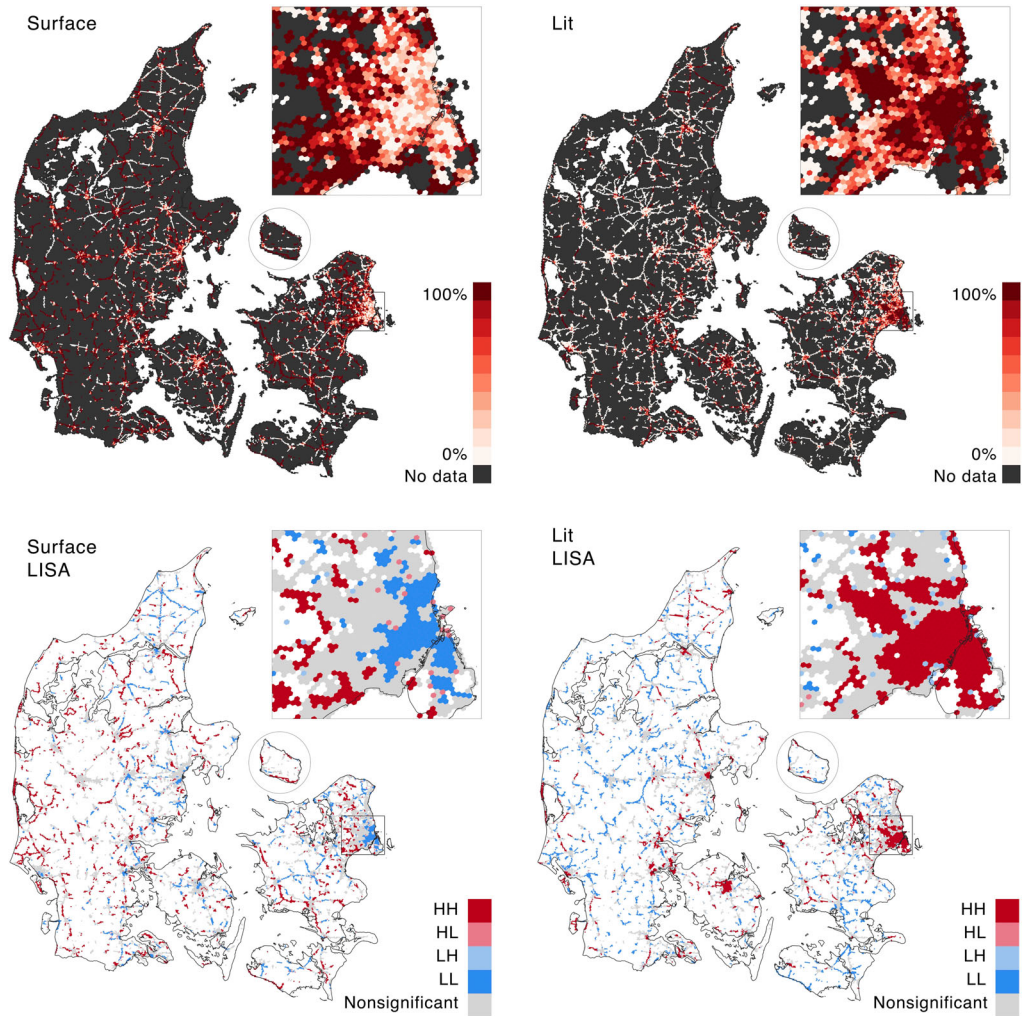 Surface
100%
0%
No data
Lit
100%
0%
No data
Surface
LISA
HH
HL
LH
LL
Nonsignificant
Lit
LISA
HH
HL
LH
LL
Nonsignificant